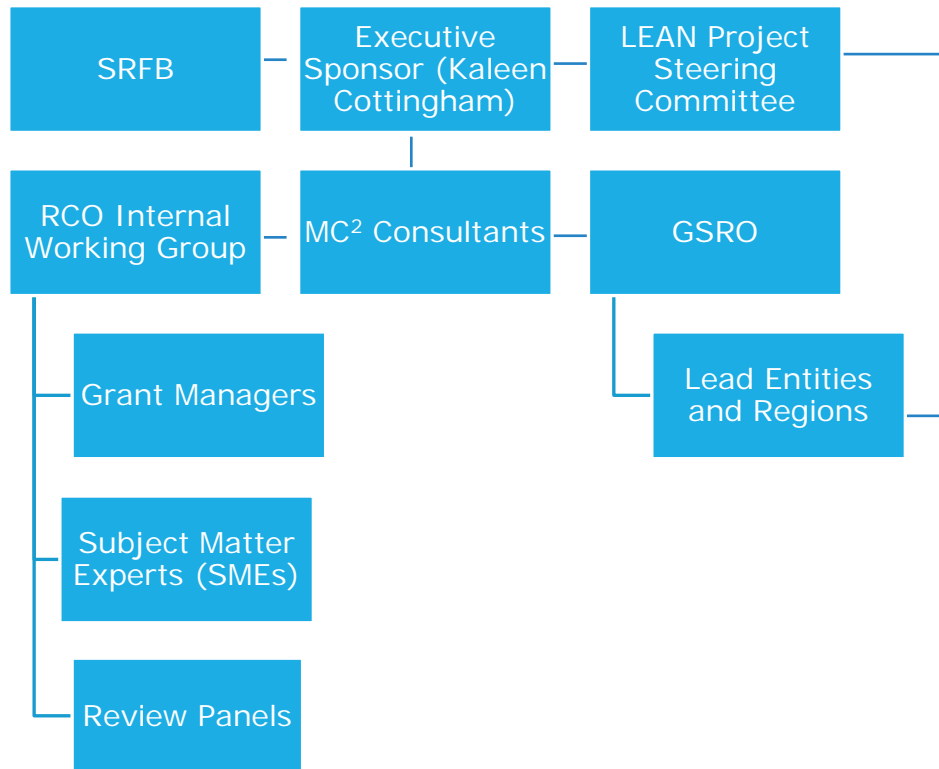 SRFB
Executive
Sponsor (Kaleen
Cottingham)
LEAN Project
Steering
Committee
RCO Internal
Working Group
MC² Consultants
GSRO
Grant Managers
Lead Entities
and Regions
Subject Matter
Experts (SMEs)
Review Panels